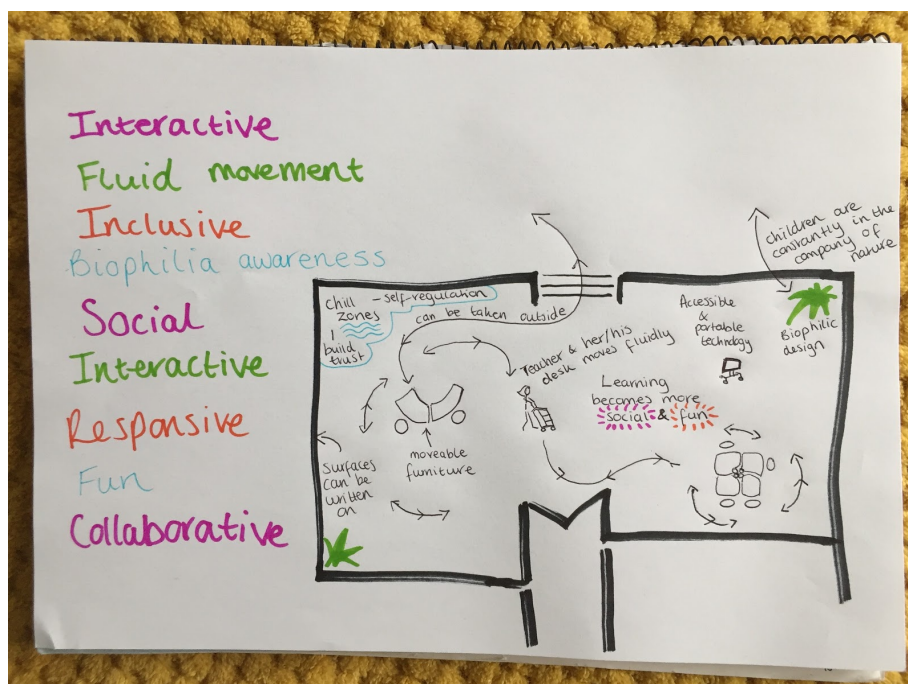 Interactive
Fluid movement
Inclusive
Biophilia awareness
Social
Interactive
Responsive
Fun
Collaborative
chill
zones
build
trust
- self-regulation
can be taken outside
Surfaces
can be
written
on
moveable
furniture
Teacher & her/his
desk moves fluidly
Learning
becomes more
social & fun
Accessible
&
portable
technology
children are
constantly in the
company of
nature
Biophilic
design